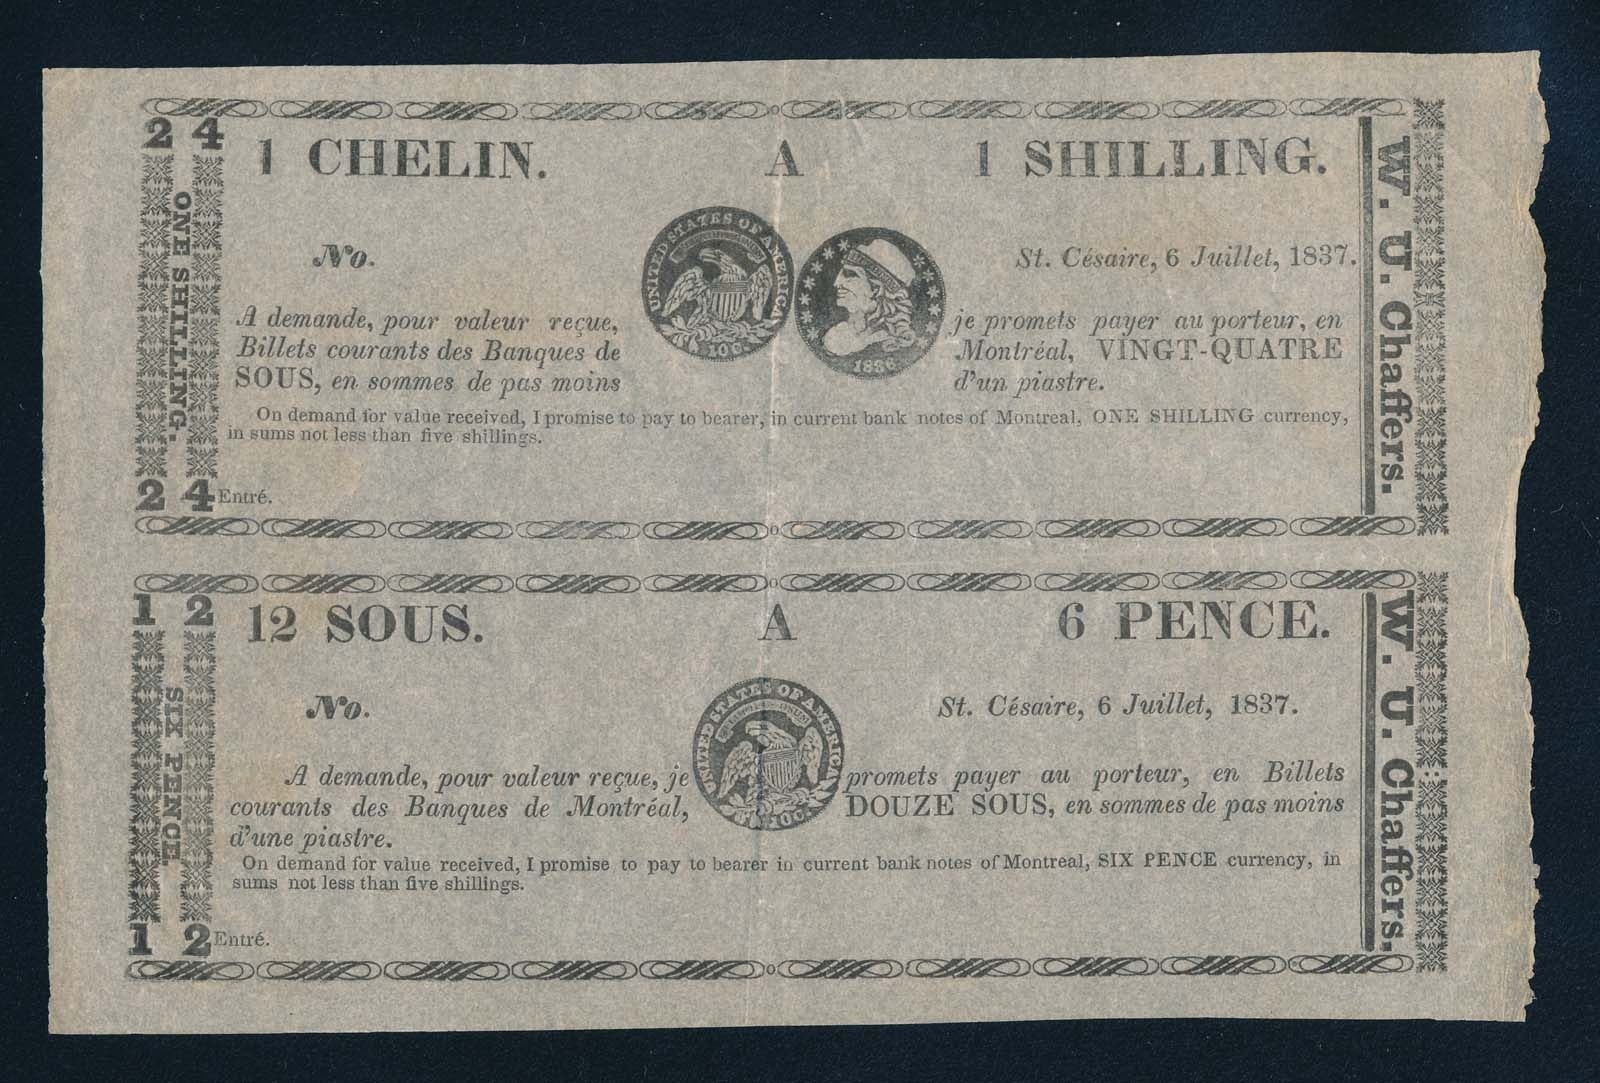 2 4
1 CHELIN. A 1 SHILLING.
ONE SHILLING.
W. U. Chaffers.
No.
UNITED STATES OF AMERICA
10 C.
1836
St. Césaire, 6 Juillet, 1837.
A demande, pour valeur reçue, je promets payer au porteur, en
Billets courants des Banques de Montréal, VINGT-QUATRE
SOUS, en sommes de pas moins d'un piastre.
On demand for value received, I promise to pay to bearer, in current bank notes of Montreal, ONE SHILLING currency,
in sums not less than five shillings.
2 4 Entré.
1 2
12 SOUS. A 6 PENCE.
SIX PENCE.
W. U. Chaffers,
No.
UNITED STATES OF AMERICA
10 C.
St. Césaire, 6 Juillet, 1837.
A demande, pour valeur reçue, je promets payer au porteur, en Billets
courants des Banques de Montréal, DOUZE SOUS, en sommes de pas moins
d'une piastre.
On demand for value received, I promise to pay to bearer in current bank notes of Montreal, SIX PENCE currency, in
sums not less than five shillings.
1 2 Entré.